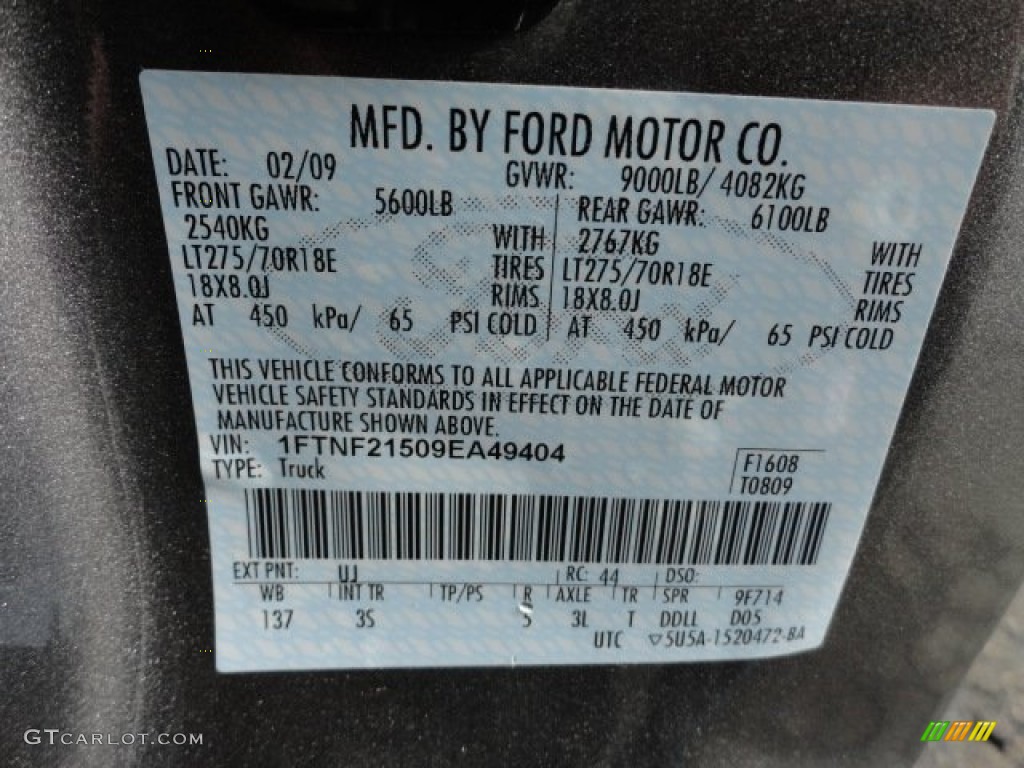 MFD. BY FORD MOTOR CO.
DATE: 02/09 GVWR: 9000LB/ 4082KG
FRONT GAWR: 5600LB REAR GAWR: 6100LB
2540KG WITH 2767KG WITH
LT275/70R18E TIRES LT275/70R18E TIRES
18X8.0J RIMS 18X8.0J RIMS
AT 450 kPa/ 65 PSI COLD AT 450 kPa/ 65 PSI COLD
THIS VEHICLE CONFORMS TO ALL APPLICABLE FEDERAL MOTOR
VEHICLE SAFETY STANDARDS IN EFFECT ON THE DATE OF
MANUFACTURE SHOWN ABOVE.
VIN: 1FTNF21509EA49404
TYPE: Truck
F1608
T0809
EXT PNT: UJ RC: 44 DSO:
WB INT TR TP/PS R AXLE TR SPR 9F714
137 3S 5 3L T DDLL D05
UTC ▽5U5A-1520472-BA
GTCARLOT.COM